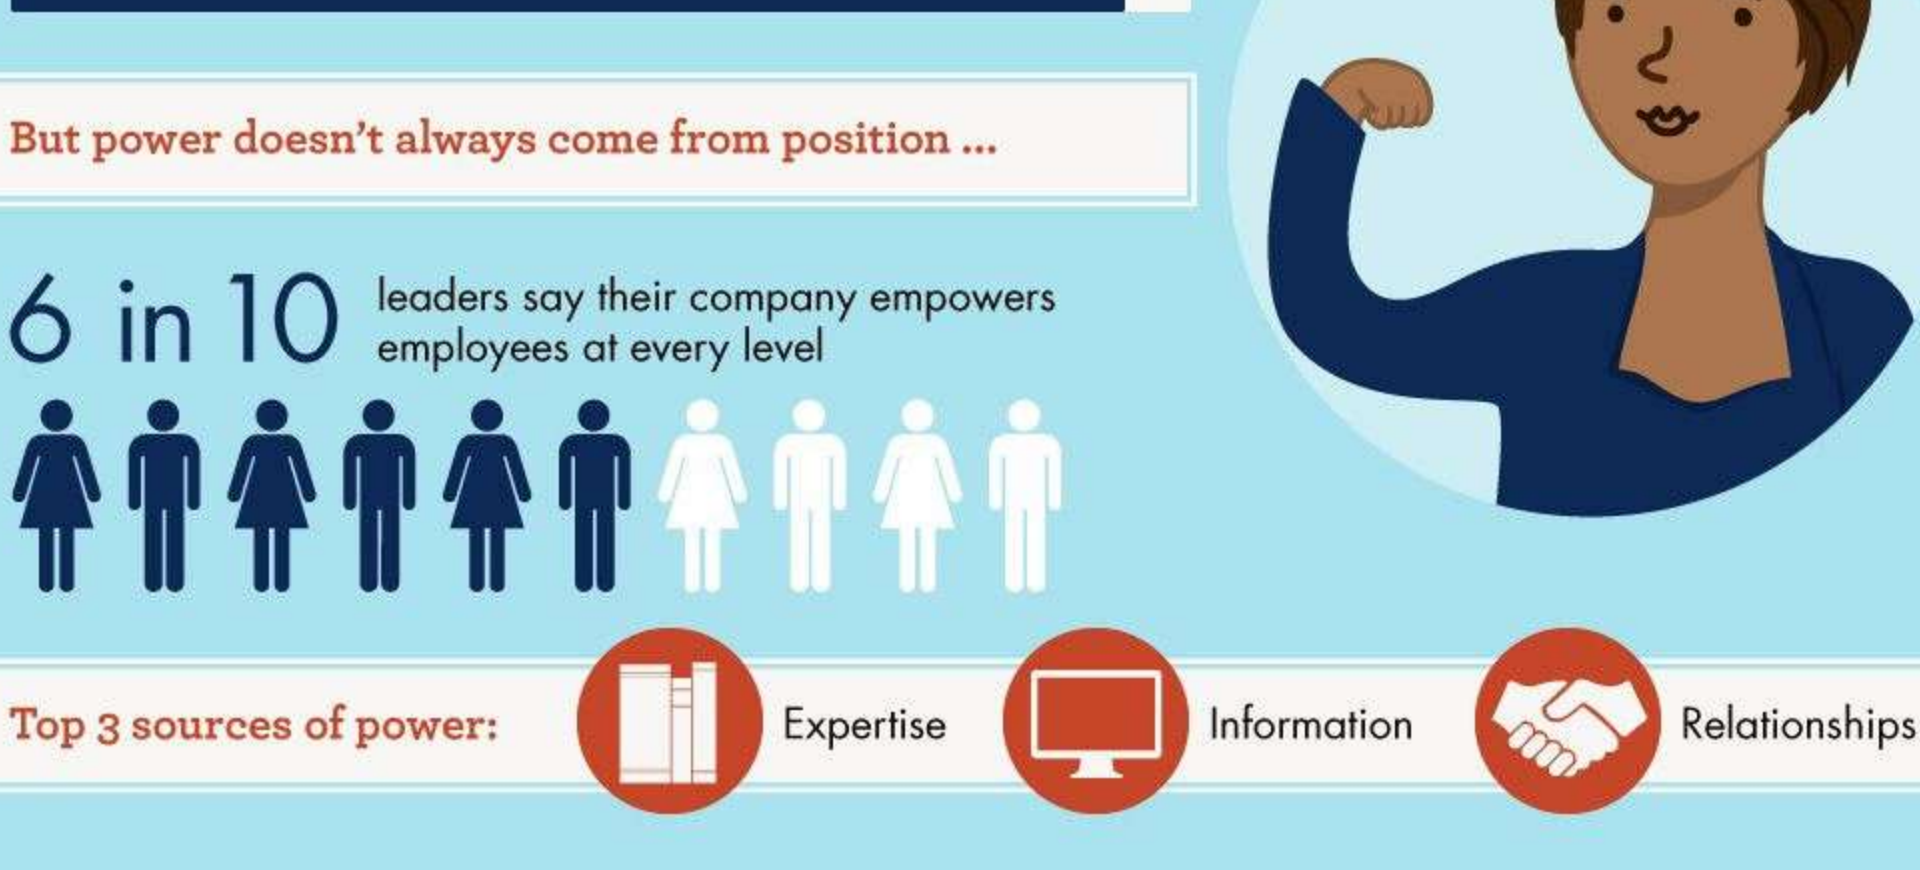 But power doesn't always come from position ...
6 in 10
leaders say their company empowers
employees at every level
Top 3 sources of power:
Expertise
Information
Relationships